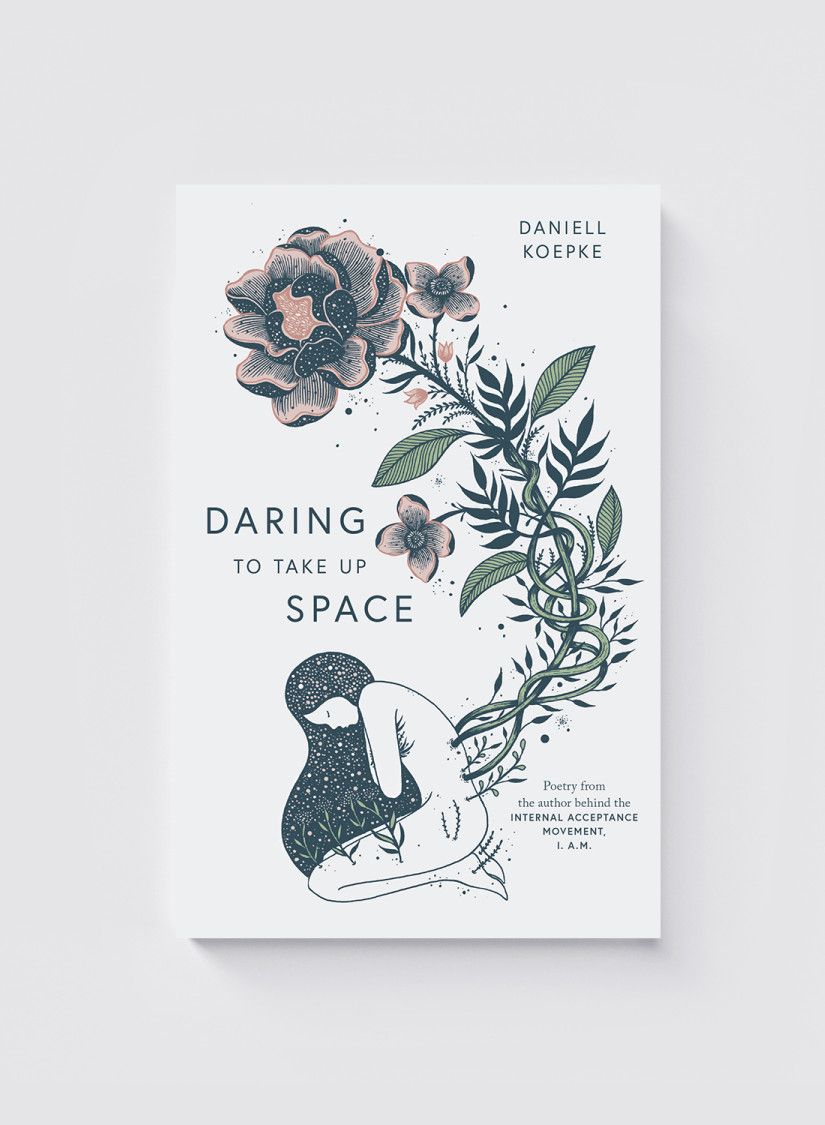 DANIELL
KOEPKE
DARING
TO TAKE UP
SPACE
Poetry from
the author behind the
INTERNAL ACCEPTANCE
MOVEMENT,
I. A.M.